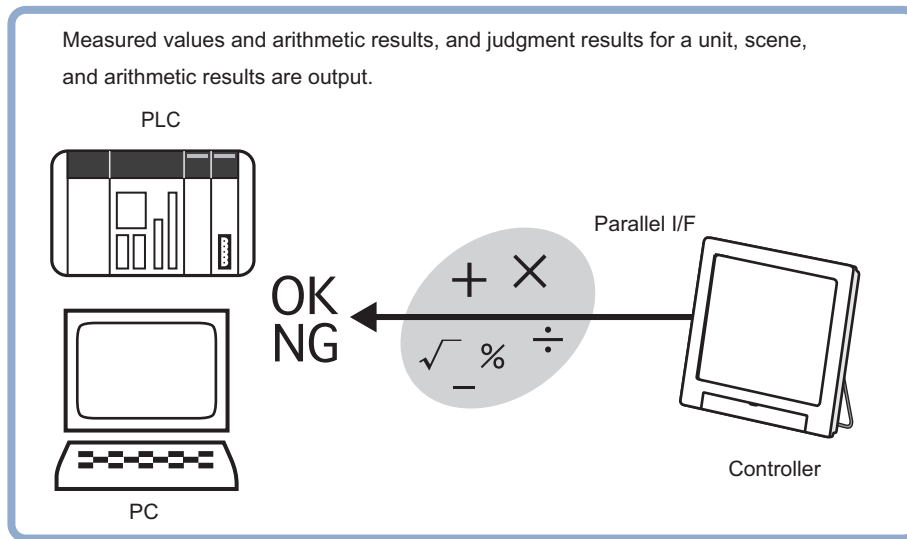 Measured values and arithmetic results, and judgment results for a unit, scene,
and arithmetic results are output.
PLC
Parallel I/F
+ ×
OK
NG
√ % ÷
−
Controller
PC